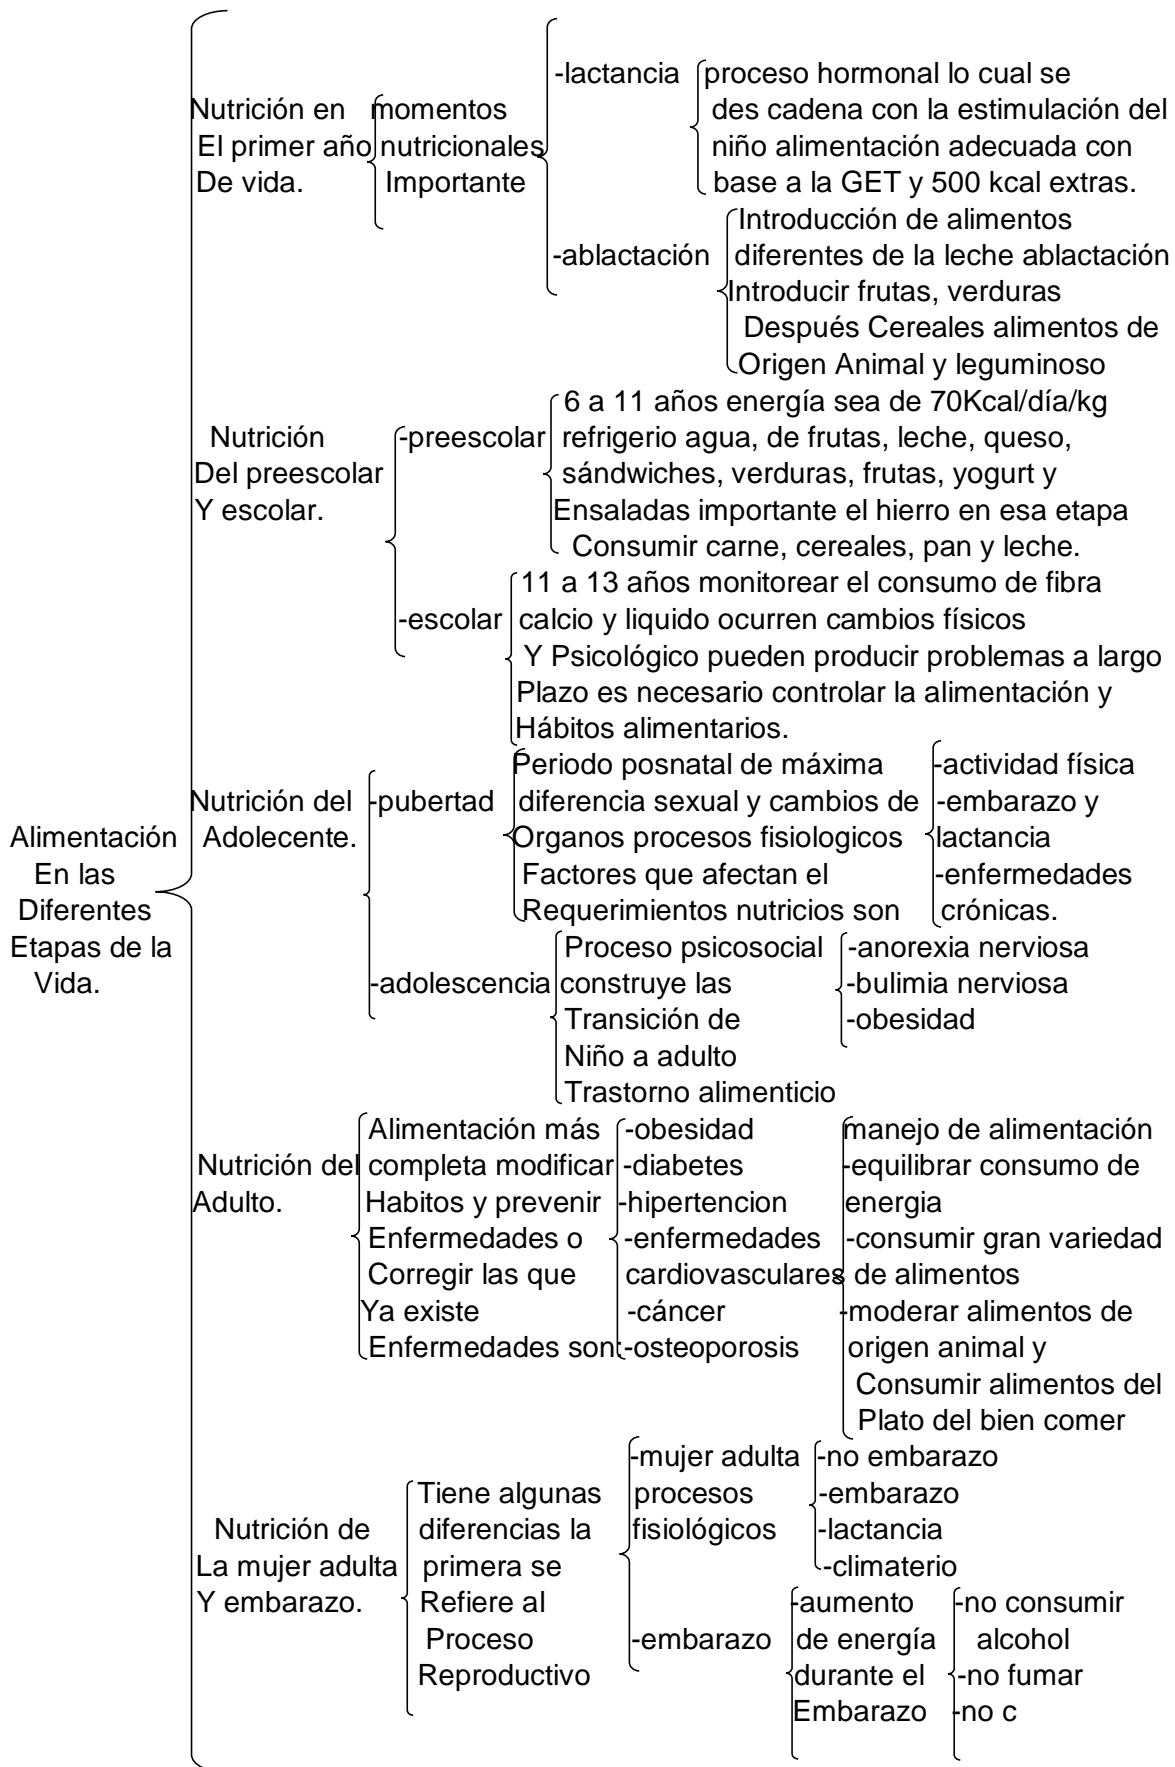 Alimentación
En las
Diferentes
Etapas de la
Vida.
Nutrición en
El primer año
De vida.
momentos
nutricionales
Importante
-lactancia
proceso hormonal lo cual se
des cadena con la estimulación del
niño alimentación adecuada con
base a la GET y 500 kcal extras.
-ablactación
Introducción de alimentos
diferentes de la leche ablactación
Introducir frutas, verduras
Después Cereales alimentos de
Origen Animal y leguminoso
Nutrición
Del preescolar
Y escolar.
-preescolar
6 a 11 años energía sea de 70Kcal/día/kg
refrigerio agua, de frutas, leche, queso,
sándwiches, verduras, frutas, yogurt y
Ensaladas importante el hierro en esa etapa
Consumir carne, cereales, pan y leche.
-escolar
11 a 13 años monitorear el consumo de fibra
calcio y liquido ocurren cambios físicos
Y Psicológico pueden producir problemas a largo
Plazo es necesario controlar la alimentación y
Hábitos alimentarios.
Nutrición del
Adolecente.
-pubertad
Periodo posnatal de máxima
diferencia sexual y cambios de
Organos procesos fisiologicos
Factores que afectan el
Requerimientos nutricios son
-actividad física
-embarazo y
lactancia
-enfermedades
crónicas.
-adolescencia
Proceso psicosocial
construye las
Transición de
Niño a adulto
Trastorno alimenticio
-anorexia nerviosa
-bulimia nerviosa
-obesidad
Nutrición del
Adulto.
Alimentación más
completa modificar
Habitos y prevenir
Enfermedades o
Corregir las que
Ya existe
Enfermedades son:
-obesidad
-diabetes
-hipertencion
-enfermedades
cardiovasculares
-cáncer
-osteoporosis
manejo de alimentación
-equilibrar consumo de
energia
-consumir gran variedad
de alimentos
-moderar alimentos de
origen animal y
Consumir alimentos del
Plato del bien comer
Nutrición de
La mujer adulta
Y embarazo.
Tiene algunas
diferencias la
primera se
Refiere al
Proceso
Reproductivo
-mujer adulta
procesos
fisiológicos
-no embarazo
-embarazo
-lactancia
-climaterio
-embarazo
-aumento
de energía
durante el
Embarazo
-no consumir
alcohol
-no fumar
-no c